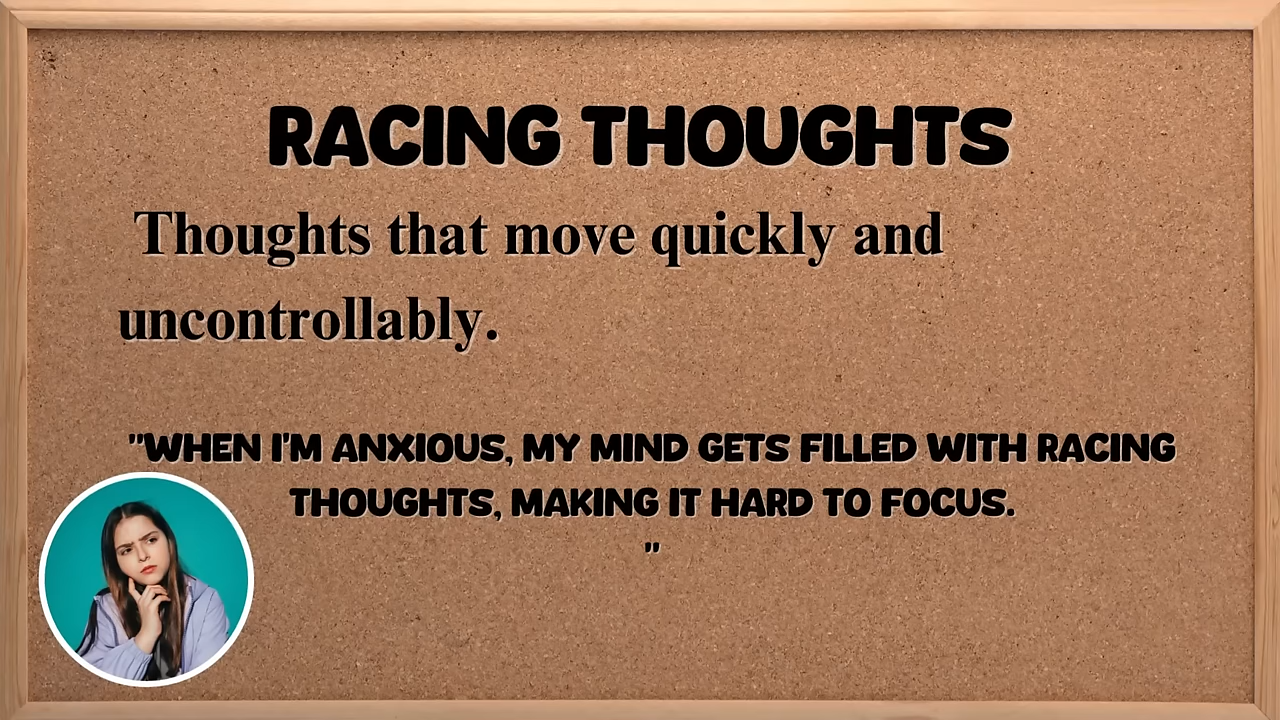 RACING THOUGHTS
Thoughts that move quickly and
uncontrollably.
"WHEN I'M ANXIOUS, MY MIND GETS FILLED WITH RACING
THOUGHTS, MAKING IT HARD TO FOCUS.
"